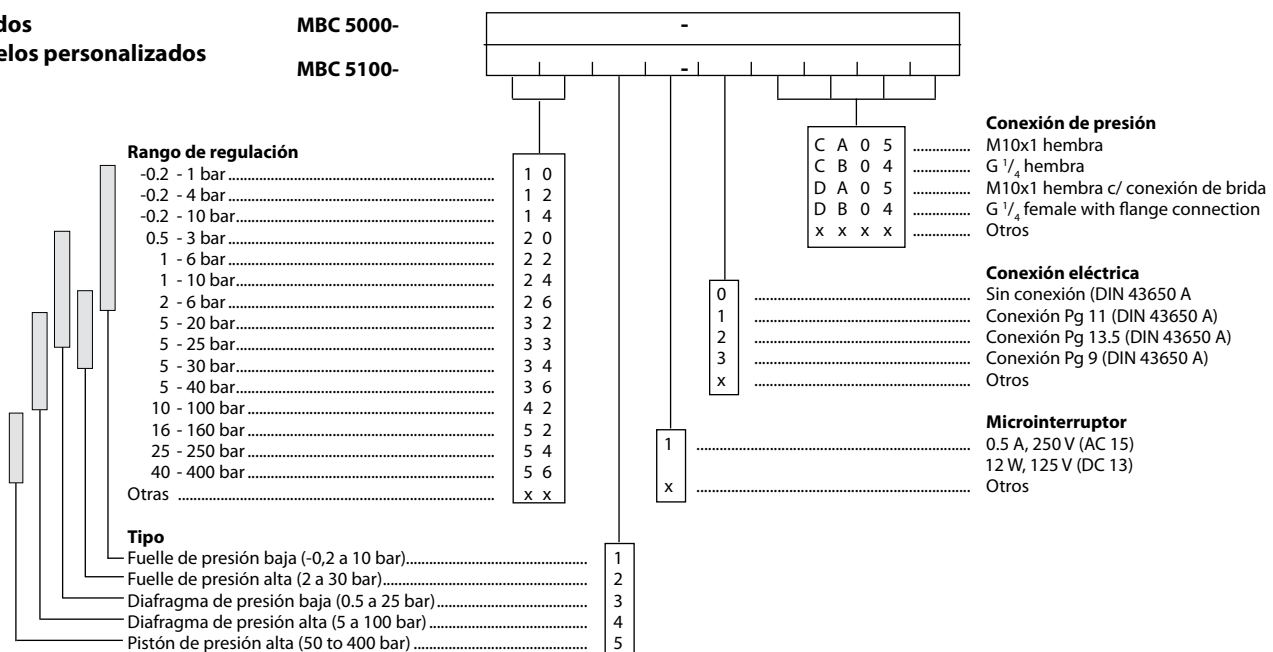 dos
elos personalizados
MBC 5000- -
MBC 5100- -
Rango de regulación
-0.2 - 1 bar ........ 1 0
-0.2 - 4 bar ........ 1 2
-0.2 - 10 bar ........ 1 4
0.5 - 3 bar ........ 2 0
1 - 6 bar ........ 2 2
1 - 10 bar ........ 2 4
2 - 6 bar ........ 2 6
5 - 20 bar ........ 3 2
5 - 25 bar ........ 3 3
5 - 30 bar ........ 3 4
5 - 40 bar ........ 3 6
10 - 100 bar ........ 4 2
16 - 160 bar ........ 5 2
25 - 250 bar ........ 5 4
40 - 400 bar ........ 5 6
Otras ........ x x
Tipo
Fuelle de presión baja (-0,2 a 10 bar) ........ 1
Fuelle de presión alta (2 a 30 bar) ........ 2
Diafragma de presión baja (0.5 a 25 bar) ........ 3
Diafragma de presión alta (5 a 100 bar) ........ 4
Pistón de presión alta (50 to 400 bar) ........ 5
Conexión de presión
C A 0 5 ........ M10x1 hembra
C B 0 4 ........ G 1/4 hembra
D A 0 5 ........ M10x1 hembra c/ conexión de brida
D B 0 4 ........ G 1/4 female with flange connection
x x x x ........ Otros
Conexión eléctrica
0 ........ Sin conexión (DIN 43650 A
1 ........ Conexión Pg 11 (DIN 43650 A)
2 ........ Conexión Pg 13.5 (DIN 43650 A)
3 ........ Conexión Pg 9 (DIN 43650 A)
x ........ Otros
Microinterruptor
1 ........ 0.5 A, 250 V (AC 15)
12 W, 125 V (DC 13)
x ........ Otros